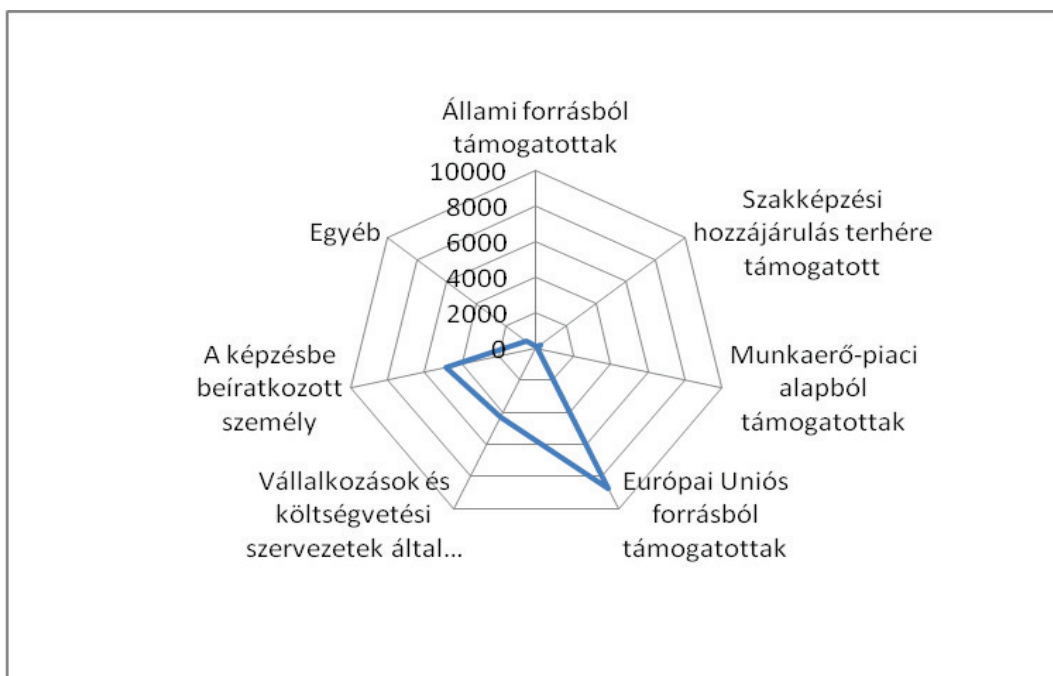 Állami forrásból
támogatottak
10000
8000
6000
4000
2000
0
Szakképzési
hozzájárulás terhére
támogatott
Munkaerő-piaci
alapból
támogatottak
Európai Uniós
forrásból
támogatottak
Vállalkozások és
költségvetési
szervezetek által...
A képzésbe
beíratkozott
személy
Egyéb